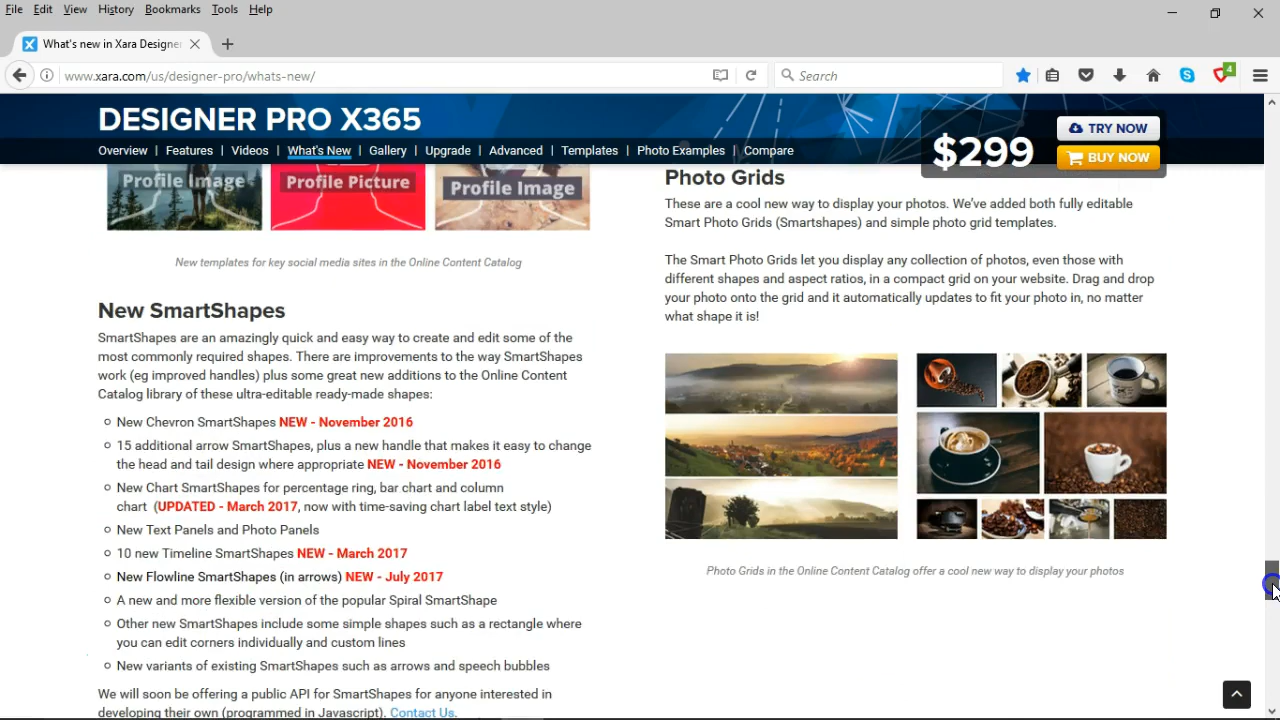 File Edit View History Bookmarks Tools Help
What's new in Xara Designer
www.xara.com/us/designer-pro/whats-new/
Search
4
DESIGNER PRO X365
$299
TRY NOW
BUY NOW
Overview | Features | Videos | What's New | Gallery | Upgrade | Advanced | Templates | Photo Examples | Compare
Profile Image Profile Picture Profile Image
New templates for key social media sites in the Online Content Catalog
New SmartShapes
SmartShapes are an amazingly quick and easy way to create and edit some of the
most commonly required shapes. There are improvements to the way SmartShapes
work (eg improved handles) plus some great new additions to the Online Content
Catalog library of these ultra-editable ready-made shapes:
New Chevron SmartShapes NEW - November 2016
15 additional arrow SmartShapes, plus a new handle that makes it easy to change
the head and tail design where appropriate NEW - November 2016
New Chart SmartShapes for percentage ring, bar chart and column
chart (UPDATED - March 2017, now with time-saving chart label text style)
New Text Panels and Photo Panels
10 new Timeline SmartShapes NEW - March 2017
New Flowline SmartShapes (in arrows) NEW - July 2017
A new and more flexible version of the popular Spiral SmartShape
Other new SmartShapes include some simple shapes such as a rectangle where
you can edit corners individually and custom lines
New variants of existing SmartShapes such as arrows and speech bubbles
We will soon be offering a public API for SmartShapes for anyone interested in
developing their own (programmed in Javascript). Contact Us.
Photo Grids
These are a cool new way to display your photos. We've added both fully editable
Smart Photo Grids (Smartshapes) and simple photo grid templates.
The Smart Photo Grids let you display any collection of photos, even those with
different shapes and aspect ratios, in a compact grid on your website. Drag and drop
your photo onto the grid and it automatically updates to fit your photo in, no matter
what shape it is!
Photo Grids in the Online Content Catalog offer a cool new way to display your photos